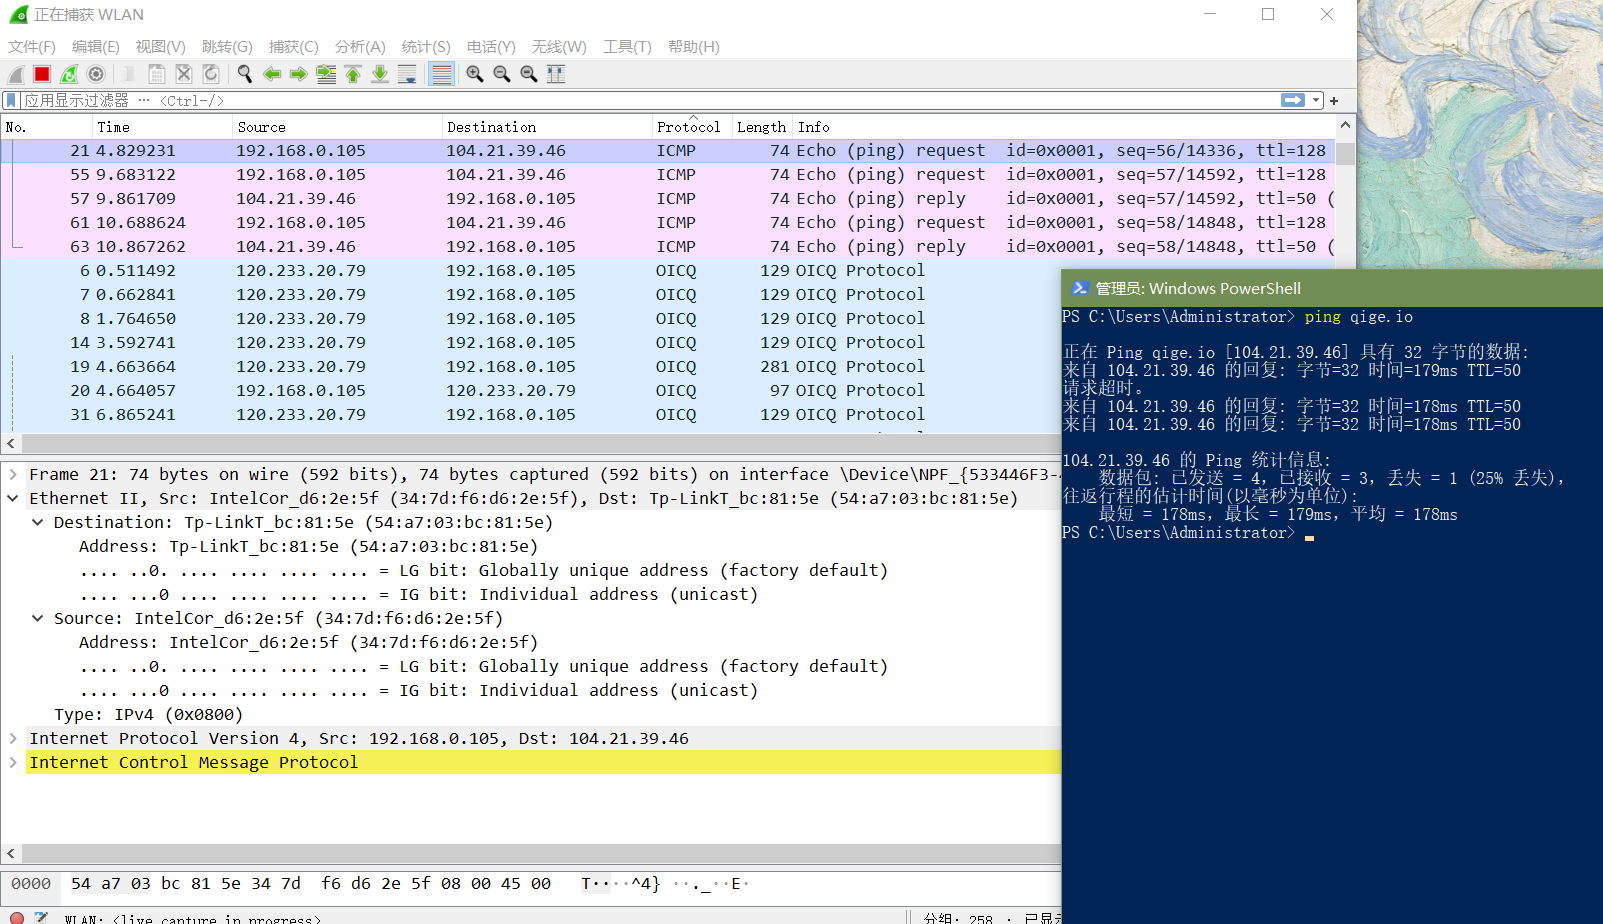 正在捕获 WLAN
文件(F) 编辑(E) 视图(V) 跳转(G) 捕获(C) 分析(A) 统计(S) 电话(Y) 无线(W) 工具(T) 帮助(H)
应用显示过滤器 … <Ctrl-/>
No. Time Source Destination Protocol Length Info
21 4.829231 192.168.0.105 104.21.39.46 ICMP 74 Echo (ping) request id=0x0001, seq=56/14336, ttl=128
55 9.683122 192.168.0.105 104.21.39.46 ICMP 74 Echo (ping) request id=0x0001, seq=57/14592, ttl=128
57 9.861709 104.21.39.46 192.168.0.105 ICMP 74 Echo (ping) reply id=0x0001, seq=57/14592, ttl=50 (
61 10.688624 192.168.0.105 104.21.39.46 ICMP 74 Echo (ping) request id=0x0001, seq=58/14848, ttl=128
63 10.867262 104.21.39.46 192.168.0.105 ICMP 74 Echo (ping) reply id=0x0001, seq=58/14848, ttl=50 (
6 0.511492 120.233.20.79 192.168.0.105 OICQ 129 OICQ Protocol
7 0.662841 120.233.20.79 192.168.0.105 OICQ 129 OICQ Protocol
8 1.764650 120.233.20.79 192.168.0.105 OICQ 129 OICQ Protocol
14 3.592741 120.233.20.79 192.168.0.105 OICQ 129 OICQ Protocol
19 4.663664 120.233.20.79 192.168.0.105 OICQ 281 OICQ Protocol
20 4.664057 192.168.0.105 120.233.20.79 OICQ 97 OICQ Protocol
31 6.865241 120.233.20.79 192.168.0.105 OICQ 129 OICQ Protocol
Frame 21: 74 bytes on wire (592 bits), 74 bytes captured (592 bits) on interface \Device\NPF_{533446F3-
Ethernet II, Src: IntelCor_d6:2e:5f (34:7d:f6:d6:2e:5f), Dst: Tp-LinkT_bc:81:5e (54:a7:03:bc:81:5e)
Destination: Tp-LinkT_bc:81:5e (54:a7:03:bc:81:5e)
Address: Tp-LinkT_bc:81:5e (54:a7:03:bc:81:5e)
.... ..0. .... .... .... .... = LG bit: Globally unique address (factory default)
.... ...0 .... .... .... .... = IG bit: Individual address (unicast)
Source: IntelCor_d6:2e:5f (34:7d:f6:d6:2e:5f)
Address: IntelCor_d6:2e:5f (34:7d:f6:d6:2e:5f)
.... ..0. .... .... .... .... = LG bit: Globally unique address (factory default)
.... ...0 .... .... .... .... = IG bit: Individual address (unicast)
Type: IPv4 (0x0800)
Internet Protocol Version 4, Src: 192.168.0.105, Dst: 104.21.39.46
Internet Control Message Protocol
0000 54 a7 03 bc 81 5e 34 7d f6 d6 2e 5f 08 00 45 00 T····^4} ··._··E·
WLAN: <live capture in progress>
分组: 258 · 已显示
管理员: Windows PowerShell
PS C:\Users\Administrator> ping qige.io
正在 Ping qige.io [104.21.39.46] 具有 32 字节的数据:
来自 104.21.39.46 的回复: 字节=32 时间=179ms TTL=50
请求超时。
来自 104.21.39.46 的回复: 字节=32 时间=178ms TTL=50
来自 104.21.39.46 的回复: 字节=32 时间=178ms TTL=50
104.21.39.46 的 Ping 统计信息:
数据包: 已发送 = 4，已接收 = 3，丢失 = 1 (25% 丢失)，
往返行程的估计时间(以毫秒为单位):
最短 = 178ms，最长 = 179ms，平均 = 178ms
PS C:\Users\Administrator>